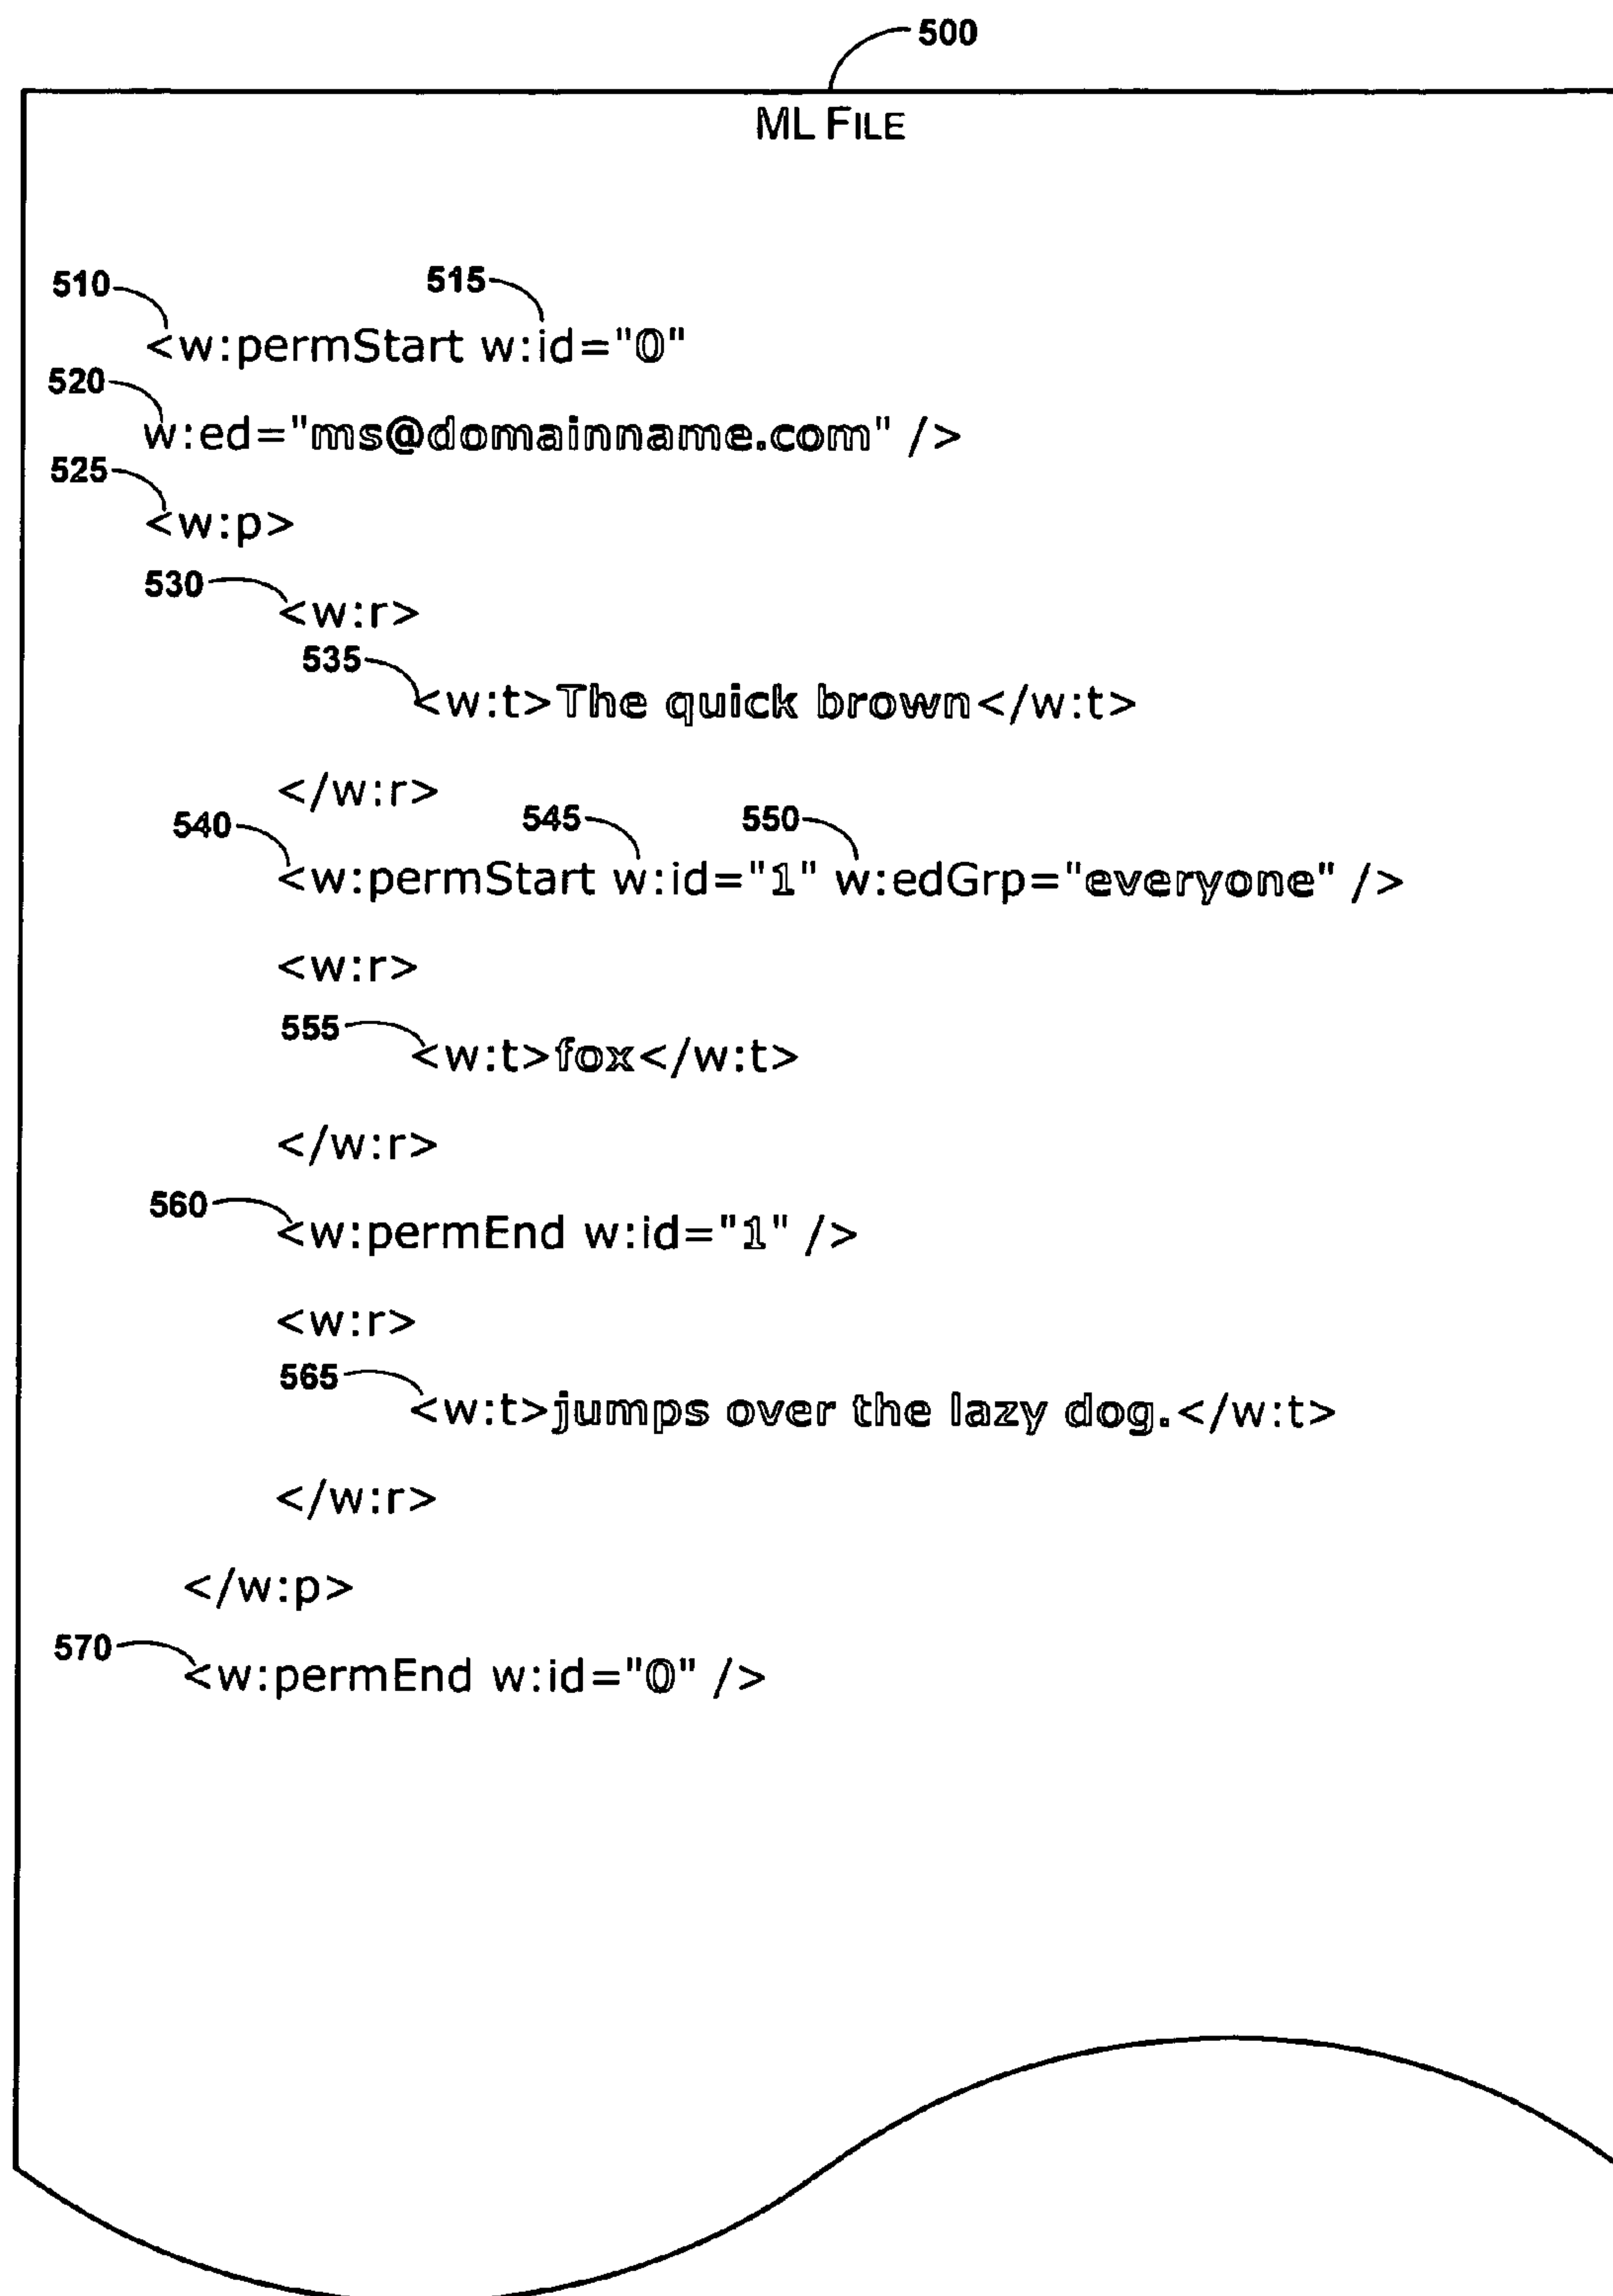 500
ML FILE
510 515
<w:permStart w:id="0"
520
w:ed="ms@domainname.com" />
525
<w:p>
530
<w:r>
535
<w:t>The quick brown</w:t>
</w:r>
540 545 550
<w:permStart w:id="1" w:edGrp="everyone" />
<w:r>
555
<w:t>fox</w:t>
</w:r>
560
<w:permEnd w:id="1" />
<w:r>
565
<w:t>jumps over the lazy dog.</w:t>
</w:r>
</w:p>
570
<w:permEnd w:id="0" />